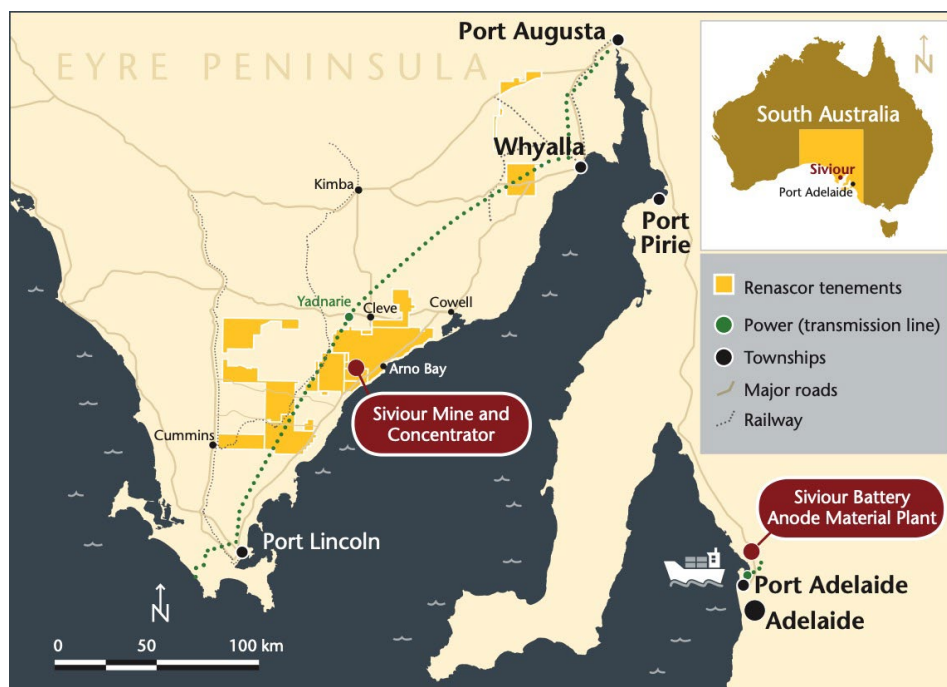 EYRE PENINSULA
Port Augusta
Whyalla
Kimba
Port
Pirie
Yadnarie
Cleve
Cowell
Arno Bay
Siviour Mine and
Concentrator
Cummins
Port Lincoln
N
0 50 100 km
Siviour Battery
Anode Material Plant
Port Adelaide
Adelaide
N
South Australia
Siviour
Port Adelaide
Renascor tenements
Power (transmission line)
Townships
Major roads
Railway